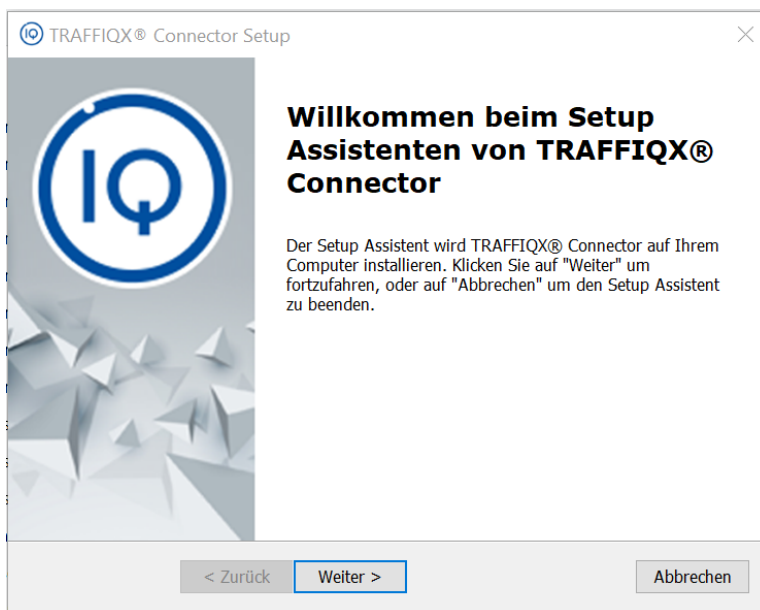 IQ TRAFFIQX® Connector Setup
IQ
Willkommen beim Setup
Assistenten von TRAFFIQX®
Connector
Der Setup Assistent wird TRAFFIQX® Connector auf Ihrem
Computer installieren. Klicken Sie auf "Weiter" um
fortzufahren, oder auf "Abbrechen" um den Setup Assistent
zu beenden.
< Zurück Weiter > Abbrechen